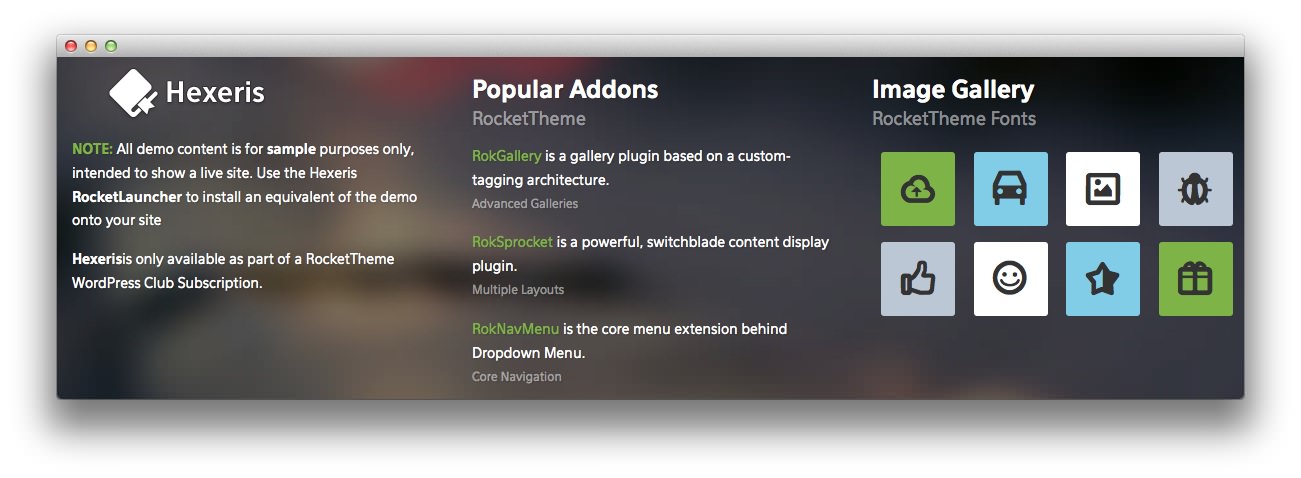 Hexeris
NOTE: All demo content is for sample purposes only,
intended to show a live site. Use the Hexeris
RocketLauncher to install an equivalent of the demo
onto your site
Hexerisis only available as part of a RocketTheme
WordPress Club Subscription.
Popular Addons
RocketTheme
RokGallery is a gallery plugin based on a custom-
tagging architecture.
Advanced Galleries
RokSprocket is a powerful, switchblade content display
plugin.
Multiple Layouts
RokNavMenu is the core menu extension behind
Dropdown Menu.
Core Navigation
Image Gallery
RocketTheme Fonts